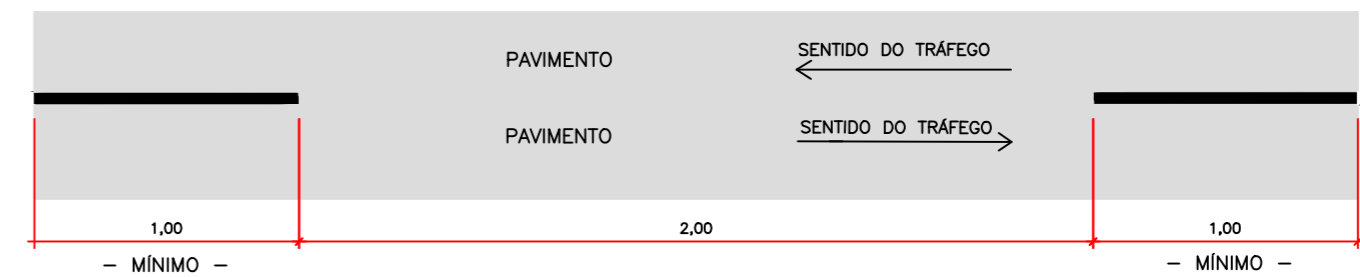 PAVIMENTO
SENTIDO DO TRÁFEGO
PAVIMENTO
SENTIDO DO TRÁFEGO
1,00
2,00
1,00
– MÍNIMO –
– MÍNIMO –